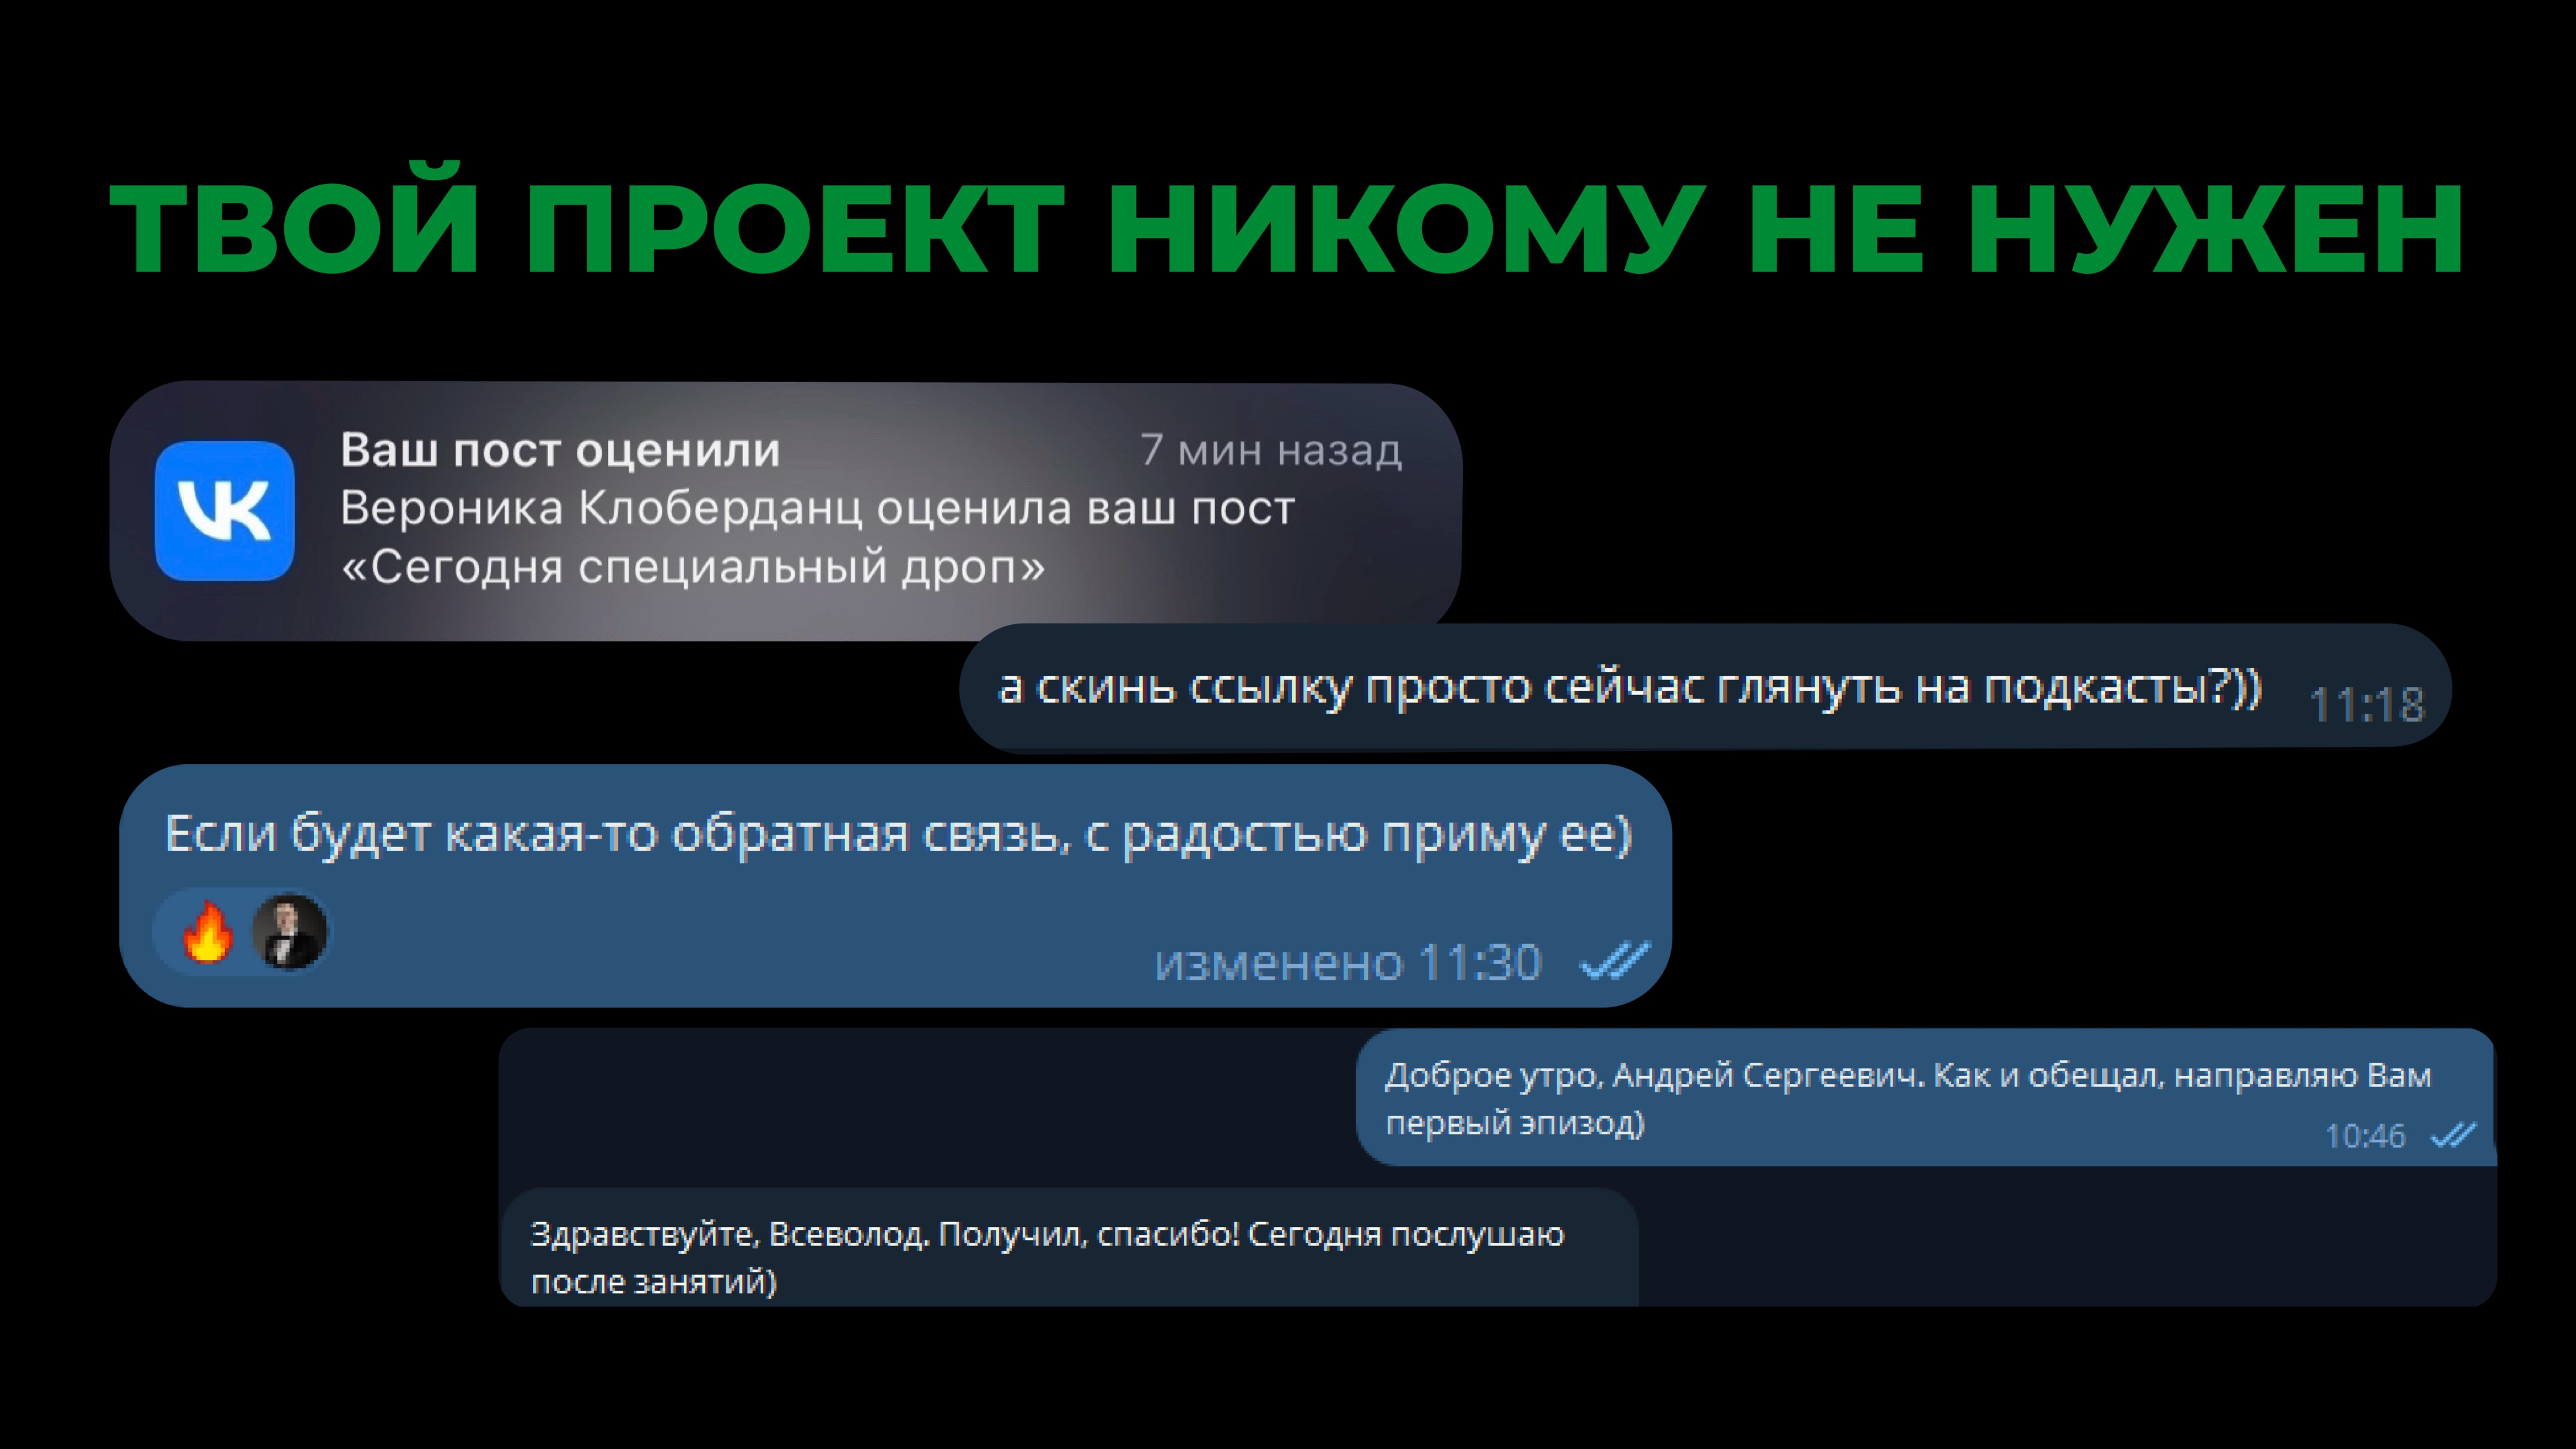 ТВОЙ ПРОЕКТ НИКОМУ НЕ НУЖЕН
Ваш пост оценили 7 мин назад
Вероника Клоберданц оценила ваш пост
«Сегодня специальный дроп»
а скинь ссылку просто сейчас глянуть на подкасты?)) 11:18
Если будет какая-то обратная связь, с радостью приму ее)
изменено 11:30
Доброе утро, Андрей Сергеевич. Как и обещал, направляю Вам
первый эпизод)
10:46
Здравствуйте, Всеволод. Получил, спасибо! Сегодня послушаю
после занятий)